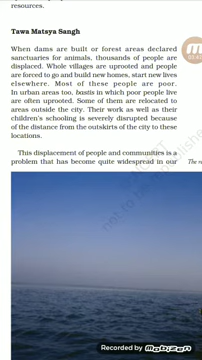 resources.
Tawa Matsya Sangh
When dams are built or forest areas declared
sanctuaries for animals, thousands of people are
displaced. Whole villages are uprooted and people
are forced to go and build new homes, start new lives
elsewhere. Most of these people are poor.
In urban areas too, bastis in which poor people live
are often uprooted. Some of them are relocated to
areas outside the city. Their work as well as their
children's schooling is severely disrupted because
of the distance from the outskirts of the city to these
locations.
This displacement of people and communities is a
problem that has become quite widespread in our
The
not to
Recorded by mobizen